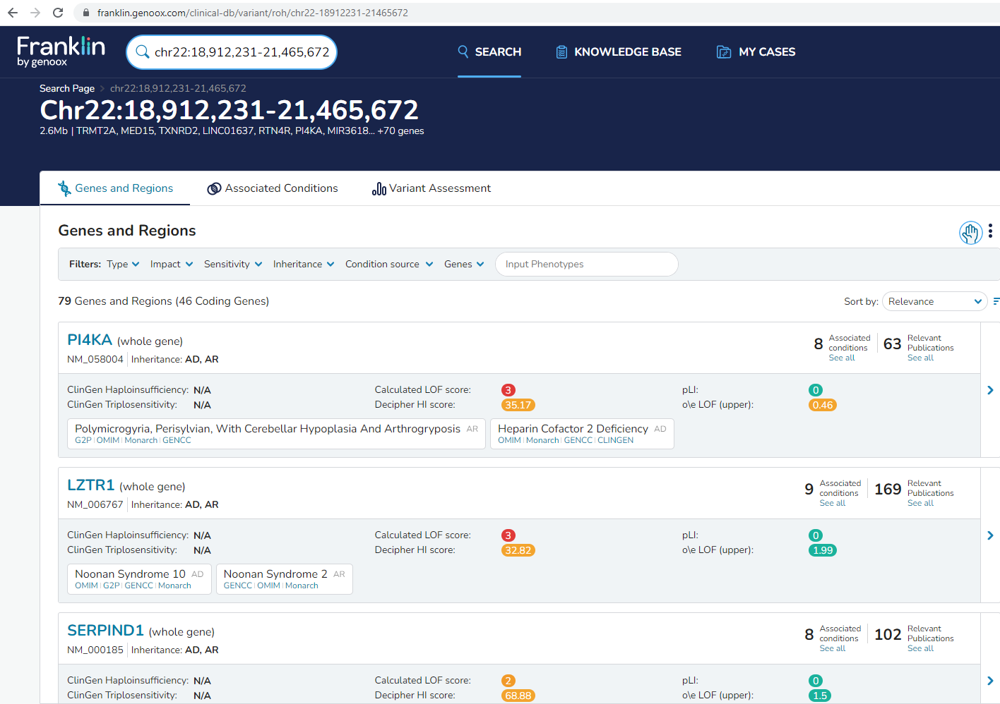 franklin.genoox.com/clinical-db/variant/roh/chr22-18912231-21465672
Franklin
by genoox
chr22:18,912,231-21,465,672
SEARCH
KNOWLEDGE BASE
MY CASES
Search Page > chr22:18,912,231-21,465,672
Chr22:18,912,231-21,465,672
2.6Mb | TRMT2A, MED15, TXNRD2, LINC01637, RTN4R, PI4KA, MIR3618... +70 genes
Genes and Regions
Associated Conditions
Variant Assessment
Genes and Regions
Filters: Type Impact Sensitivity Inheritance Condition source Genes Input Phenotypes
79 Genes and Regions (46 Coding Genes)
Sort by: Relevance
PI4KA (whole gene)
NM_058004 | Inheritance: AD, AR
8 Associated conditions See all
63 Relevant Publications See all
ClinGen Haploinsufficiency: N/A Calculated LOF score: 3 pLI: 0
ClinGen Triplosensitivity: N/A Decipher HI score: 35.17 o\e LOF (upper): 0.46
Polymicrogyria, Perisylvian, With Cerebellar Hypoplasia And Arthrogryposis AR
G2P | OMIM | Monarch | GENCC
Heparin Cofactor 2 Deficiency AD
OMIM | Monarch | GENCC | CLINGEN
LZTR1 (whole gene)
NM_006767 | Inheritance: AD, AR
9 Associated conditions See all
169 Relevant Publications See all
ClinGen Haploinsufficiency: N/A Calculated LOF score: 3 pLI: 0
ClinGen Triplosensitivity: N/A Decipher HI score: 32.82 o\e LOF (upper): 1.99
Noonan Syndrome 10 AD
OMIM | G2P | GENCC | Monarch
Noonan Syndrome 2 AR
GENCC | OMIM | Monarch
SERPIND1 (whole gene)
NM_000185 | Inheritance: AD, AR
8 Associated conditions See all
102 Relevant Publications See all
ClinGen Haploinsufficiency: N/A Calculated LOF score: 2 pLI: 0
ClinGen Triplosensitivity: N/A Decipher HI score: 68.88 o\e LOF (upper): 1.5